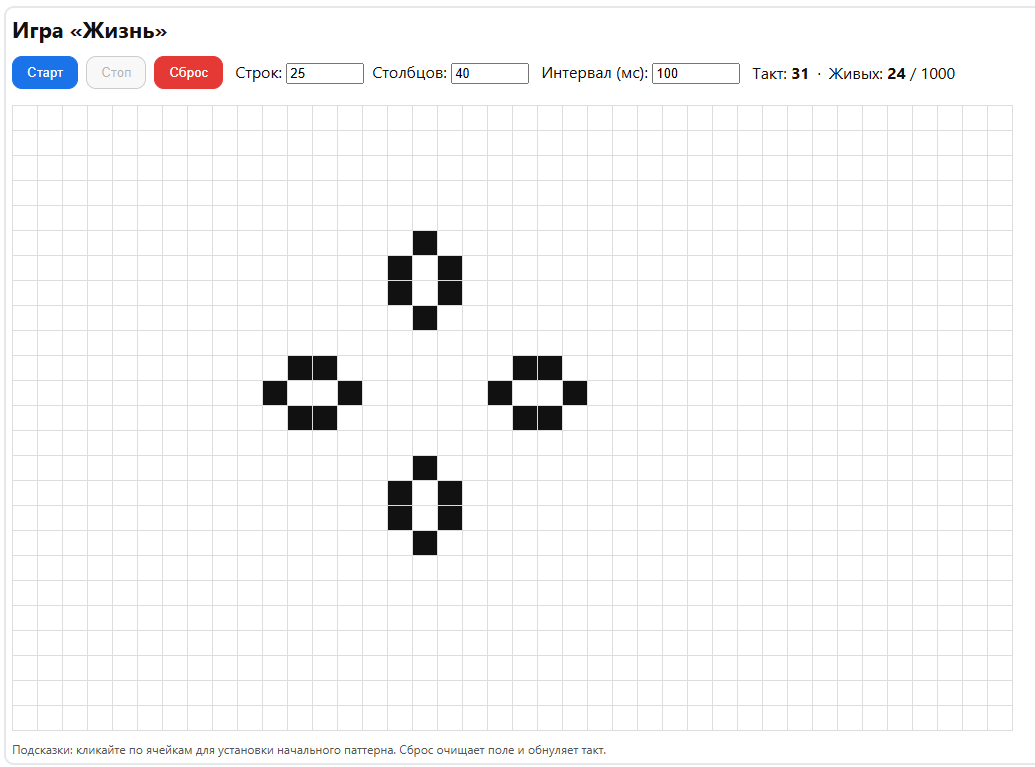 Игра «Жизнь»
Старт Стоп Сброс Строк: 25 Столбцов: 40 Интервал (мс): 100 Такт: 31 · Живых: 24 / 1000
Подсказки: кликайте по ячейкам для установки начального паттерна. Сброс очищает поле и обнуляет такт.